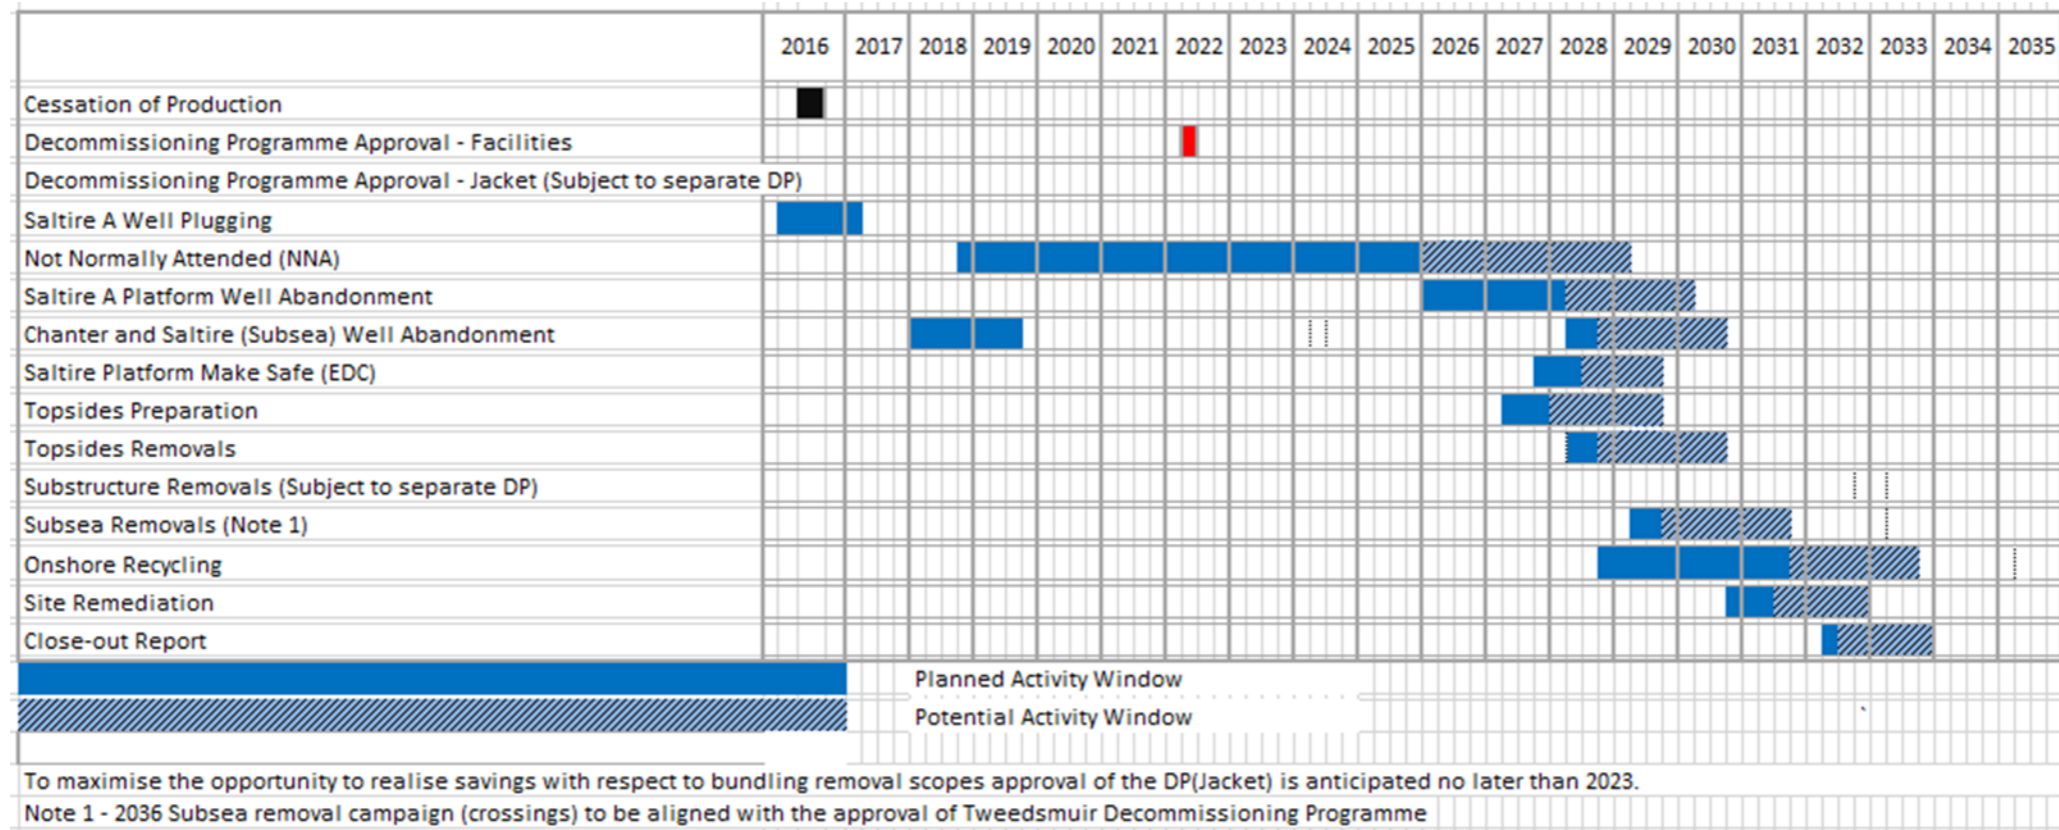 2016 2017 2018 2019 2020 2021 2022 2023 2024 2025 2026 2027 2028 2029 2030 2031 2032 2033 2034 2035
Cessation of Production
Decommissioning Programme Approval - Facilities
Decommissioning Programme Approval - Jacket (Subject to separate DP)
Saltire A Well Plugging
Not Normally Attended (NNA)
Saltire A Platform Well Abandonment
Chanter and Saltire (Subsea) Well Abandonment
Saltire Platform Make Safe (EDC)
Topsides Preparation
Topsides Removals
Substructure Removals (Subject to separate DP)
Subsea Removals (Note 1)
Onshore Recycling
Site Remediation
Close-out Report
Planned Activity Window
Potential Activity Window
To maximise the opportunity to realise savings with respect to bundling removal scopes approval of the DP(Jacket) is anticipated no later than 2023.
Note 1 - 2036 Subsea removal campaign (crossings) to be aligned with the approval of Tweedsmuir Decommissioning Programme